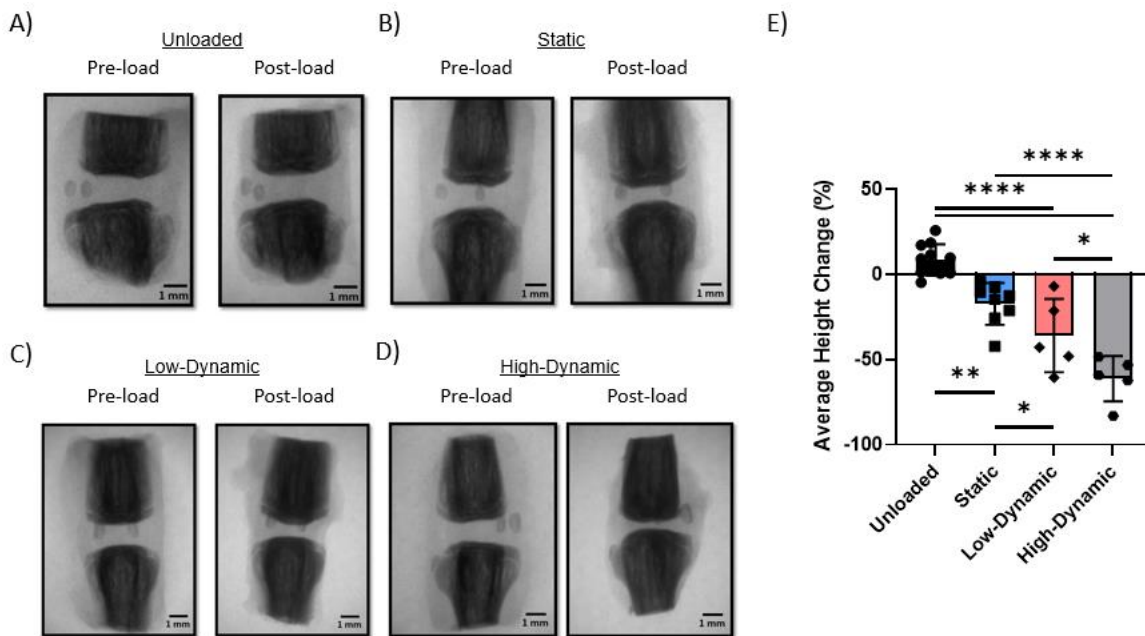 A)
Unloaded
Pre-load
Post-load
1 mm
1 mm
B)
Static
Pre-load
Post-load
1 mm
1 mm
C)
Low-Dynamic
Pre-load
Post-load
1 mm
1 mm
D)
High-Dynamic
Pre-load
Post-load
1 mm
1 mm
E)
Average Height Change (%)
50
0
-50
-100
****
****
*
**
*
Unloaded
Static
Low-Dynamic
High-Dynamic